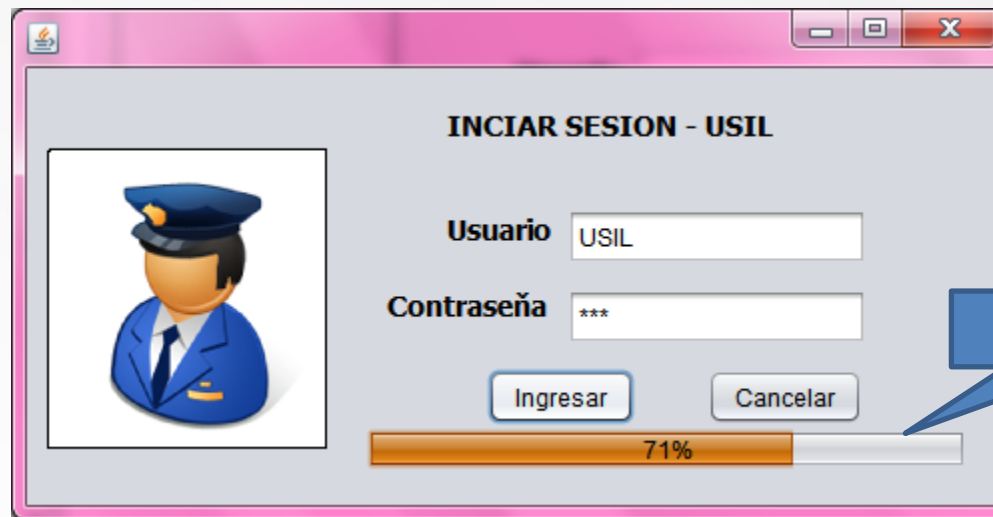 INCIAR SESION - USIL
Usuario USIL
Contraseňa ***
Ingresar Cancelar
71%